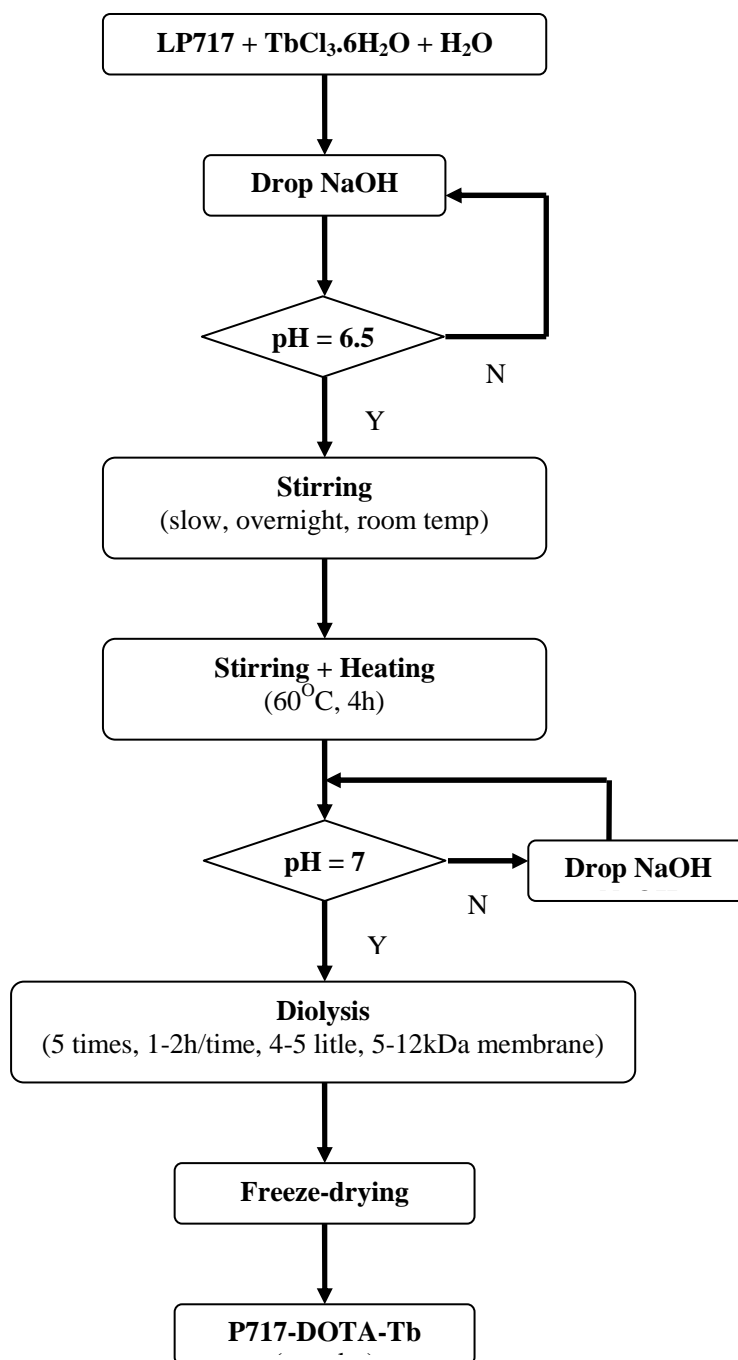 LP717 + TbCl₃.6H₂O + H₂O
Drop NaOH
pH = 6.5
N
Y
Stirring
(slow, overnight, room temp)
Stirring + Heating
(60°C, 4h)
pH = 7
Drop NaOH
N
Y
Diolysis
(5 times, 1-2h/time, 4-5 litle, 5-12kDa membrane)
Freeze-drying
P717-DOTA-Tb